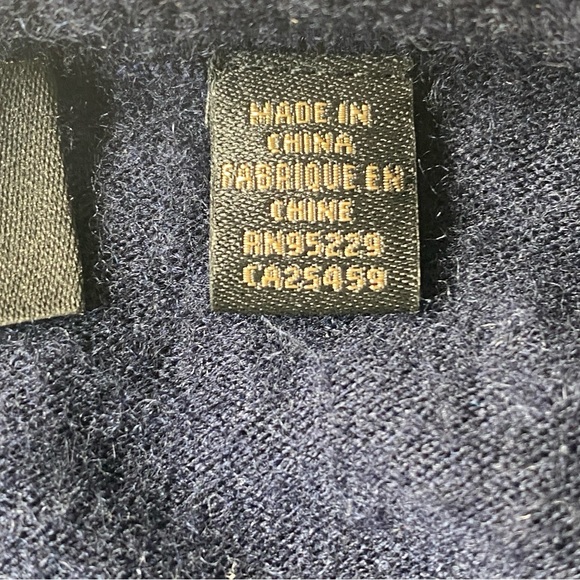 MADE IN
CHINA
FABRIQUE EN
CHINE
RN95229
CA25459